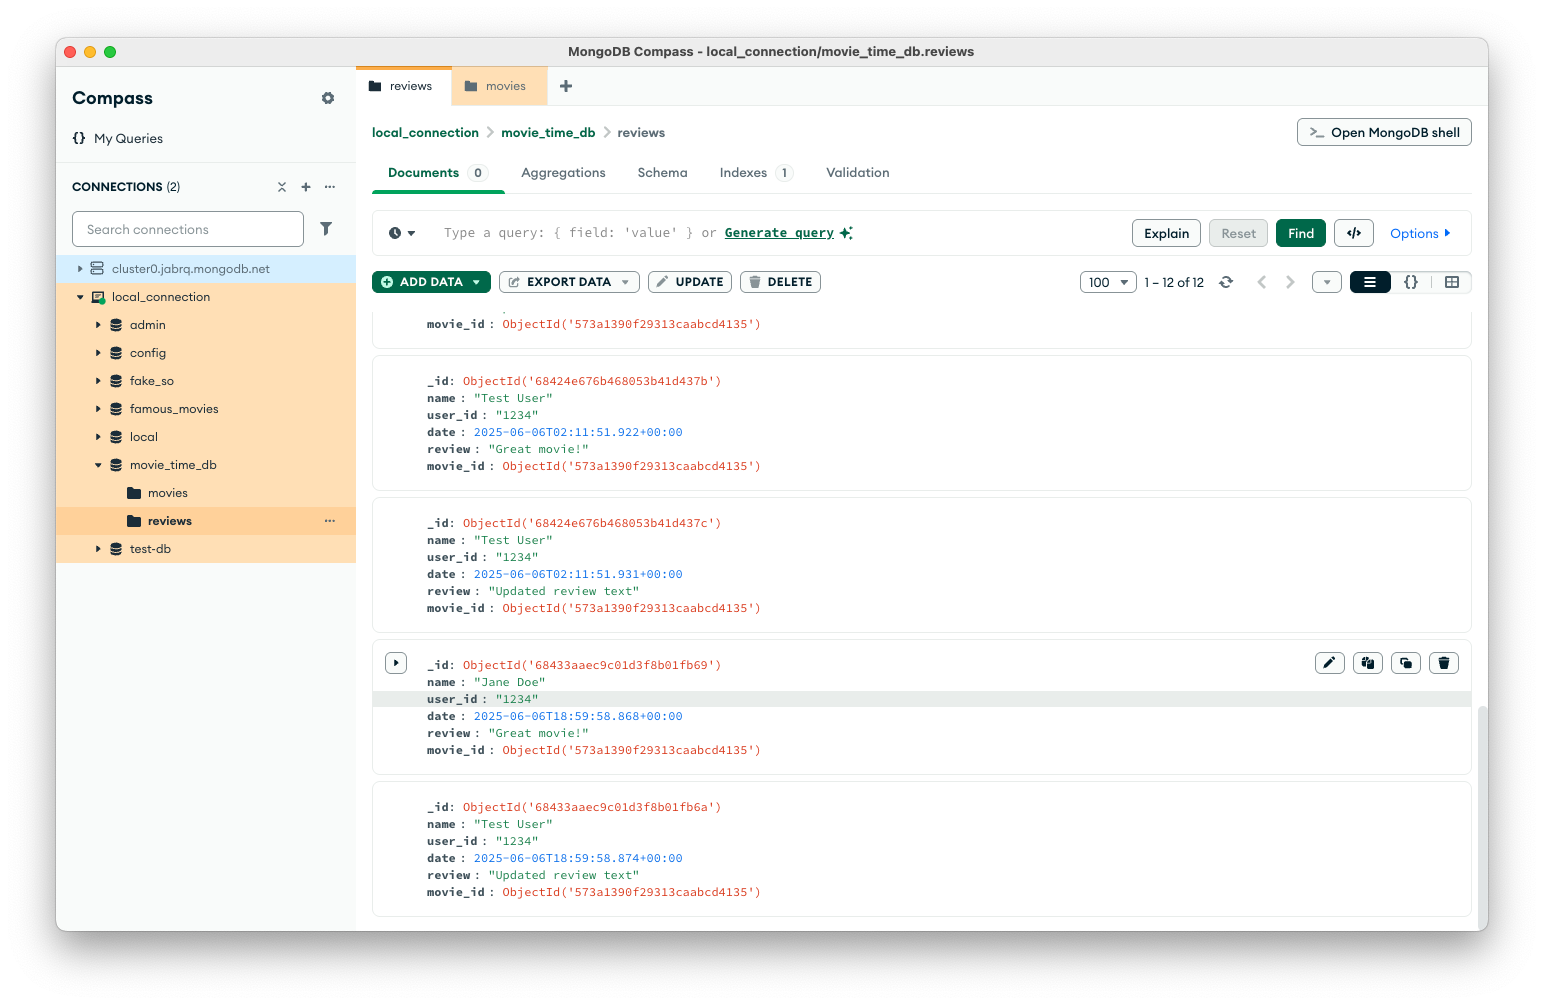 MongoDB Compass - local_connection/movie_time_db.reviews
Compass
{} My Queries
CONNECTIONS (2)
Search connections
cluster0.jabrq.mongodb.net
local_connection
admin
config
fake_so
famous_movies
local
movie_time_db
movies
reviews
test-db
reviews
movies
local_connection > movie_time_db > reviews
>_ Open MongoDB shell
Documents 0 Aggregations Schema Indexes 1 Validation
Type a query: { field: 'value' } or Generate query
Explain Reset Find </> Options
ADD DATA EXPORT DATA UPDATE DELETE 100 1 – 12 of 12 {}
movie_id : ObjectId('573a1390f29313caabcd4135')
_id: ObjectId('68424e676b468053b41d437b')
name : "Test User"
user_id : "1234"
date : 2025-06-06T02:11:51.922+00:00
review : "Great movie!"
movie_id : ObjectId('573a1390f29313caabcd4135')
_id: ObjectId('68424e676b468053b41d437c')
name : "Test User"
user_id : "1234"
date : 2025-06-06T02:11:51.931+00:00
review : "Updated review text"
movie_id : ObjectId('573a1390f29313caabcd4135')
_id: ObjectId('68433aaec9c01d3f8b01fb69')
name : "Jane Doe"
user_id : "1234"
date : 2025-06-06T18:59:58.868+00:00
review : "Great movie!"
movie_id : ObjectId('573a1390f29313caabcd4135')
_id: ObjectId('68433aaec9c01d3f8b01fb6a')
name : "Test User"
user_id : "1234"
date : 2025-06-06T18:59:58.874+00:00
review : "Updated review text"
movie_id : ObjectId('573a1390f29313caabcd4135')